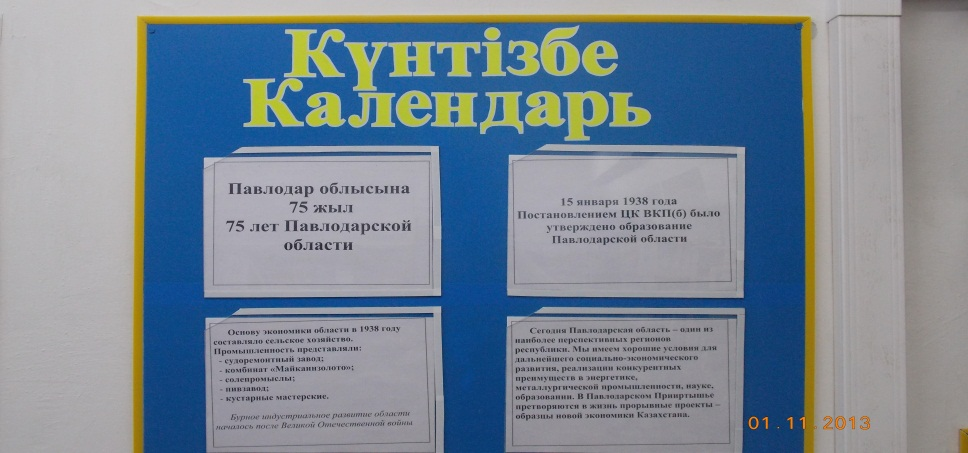 Күнтізбе
Календарь
Павлодар облысына
75 жыл
75 лет Павлодарской
области
15 января 1938 года
Постановлением ЦК ВКП(б) было
утверждено образование
Павлодарской области
Основу экономики области в 1938 году
составляло сельское хозяйство.
Промышленность представляли:
- судоремонтный завод;
- комбинат «Майкаинзолото»;
- солепромыслы;
- пивзавод;
- кустарные мастерские.
Бурное индустриальное развитие области
началось после Великой Отечественной войны
Сегодня Павлодарская область – один из
наиболее перспективных регионов
республики. Мы имеем хорошие условия для
дальнейшего социально-экономического
развития, реализации конкурентных
преимуществ в энергетике,
металлургической промышленности, науке,
образовании. В Павлодарском Прииртышье
претворяются в жизнь прорывные проекты –
образцы новой экономики Казахстана.
01.11.2013